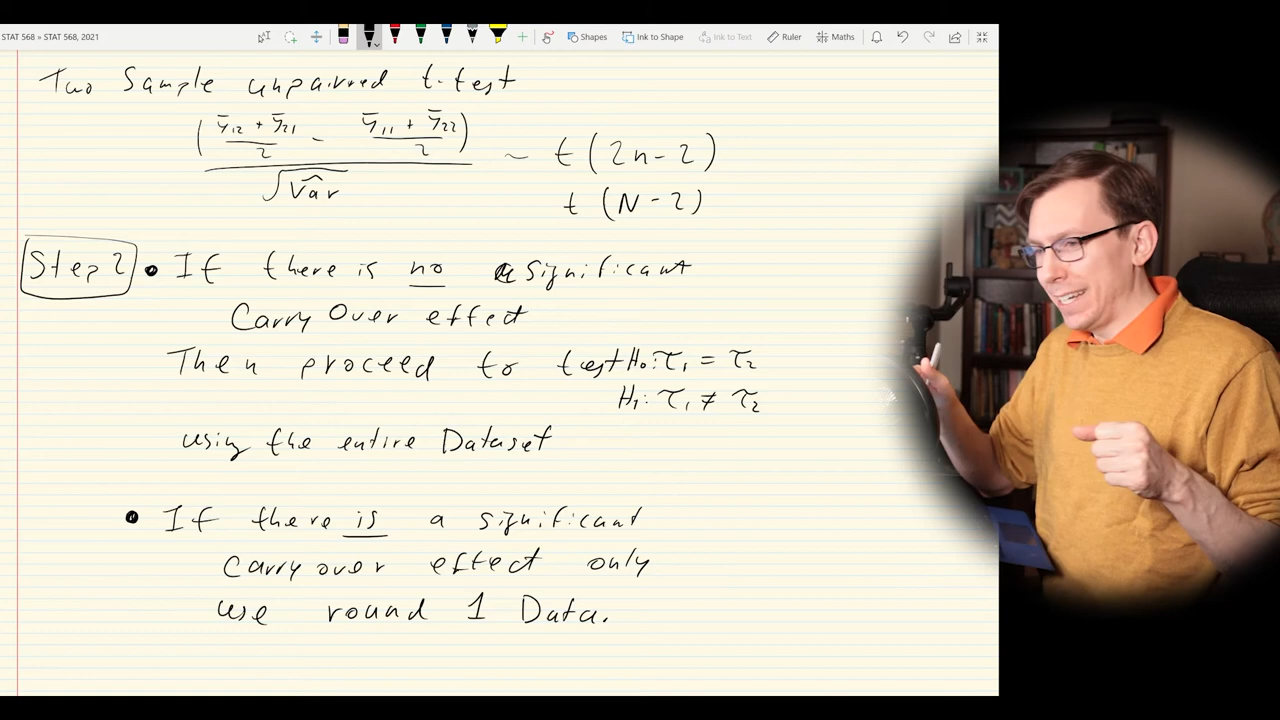 STAT 568 » STAT 568, 2021
Shapes
Ink to Shape
Ink to Text
Ruler
Maths
Two Sample unpaired t-test
(ȳ₁₂ + ȳ₂₁ / 2 - ȳ₁₁ + ȳ₂₂ / 2) / √V̂ar ~ t (2n-2)
t (N-2)
Step 2 • If there is no significant
Carry Over effect
Then proceed to test H₀: τ₁ = τ₂
H₁: τ₁ ≠ τ₂
using the entire Dataset
• If there is a significant
Carry over effect only
use round 1 Data.